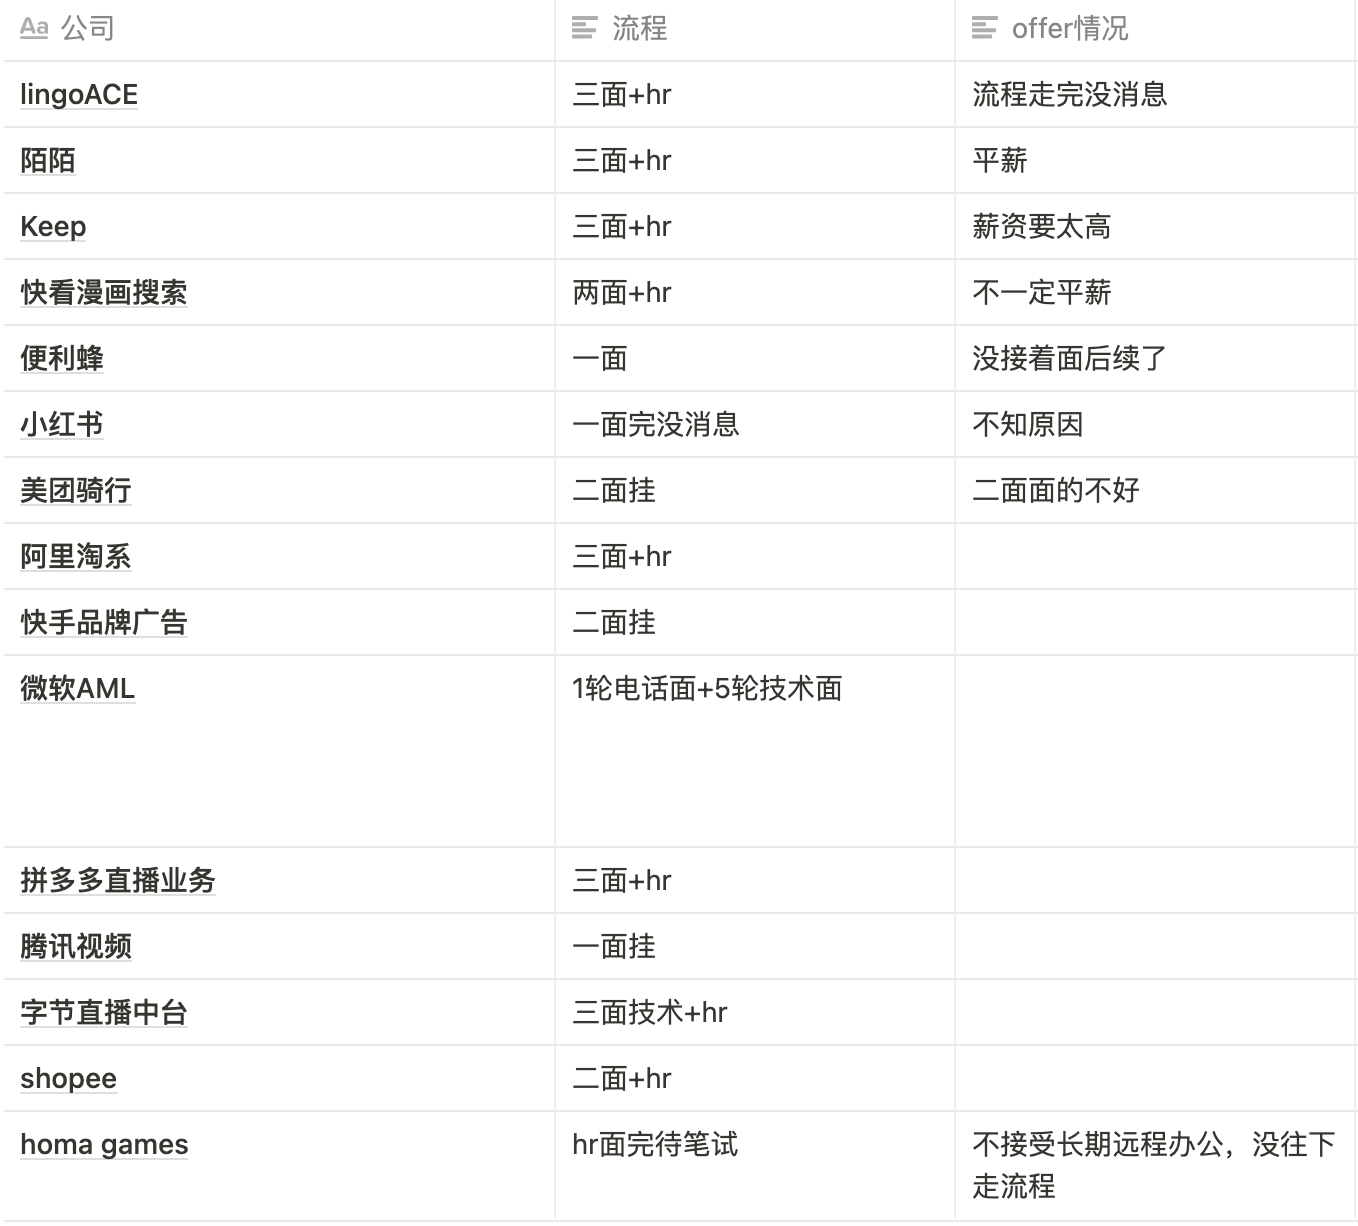 Aa 公司 流程 offer情况
lingoACE 三面+hr 流程走完没消息
陌陌 三面+hr 平薪
Keep 三面+hr 薪资要太高
快看漫画搜索 两面+hr 不一定平薪
便利蜂 一面 没接着面后续了
小红书 一面完没消息 不知原因
美团骑行 二面挂 二面面的不好
阿里淘系 三面+hr
快手品牌广告 二面挂
微软AML 1轮电话面+5轮技术面
拼多多直播业务 三面+hr
腾讯视频 一面挂
字节直播中台 三面技术+hr
shopee 二面+hr
homa games hr面完待笔试 不接受长期远程办公，没往下
走流程